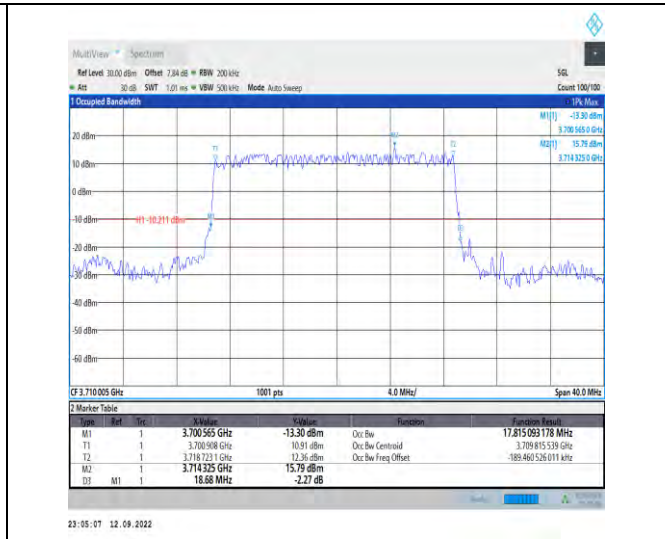 MultiView Spectrum
Ref Level 30.00 dBm Offset 7.84 dB RBW 200 kHz SGL
Att 30 dB SWT 1.01 ms VBW 500 kHz Mode Auto Sweep Count 100/100
1 Occupied Bandwidth 1Pk Max
M1[1] -13.30 dBm
3.700 565 0 GHz
M2[1] 15.79 dBm
3.714 325 0 GHz
20 dBm
10 dBm
0 dBm
-10 dBm
H1 -10.211 dBm
-20 dBm
-30 dBm
-40 dBm
-50 dBm
-60 dBm
T1
M2
T2
M1
D3
CF 3.710 005 GHz 1001 pts 4.0 MHz/ Span 40.0 MHz
2 Marker Table
Type Ref Trc X-Value Y-Value Function Function Result
M1 1 3.700 565 GHz -13.30 dBm Occ Bw 17.815 093 178 MHz
T1 1 3.700 908 GHz 10.91 dBm Occ Bw Centroid 3.709 815 539 GHz
T2 1 3.718 723 1 GHz 12.36 dBm Occ Bw Freq Offset -189.460 526 011 kHz
M2 1 3.714 325 GHz 15.79 dBm
D3 M1 1 18.68 MHz -2.27 dB
23:05:07 12.09.2022